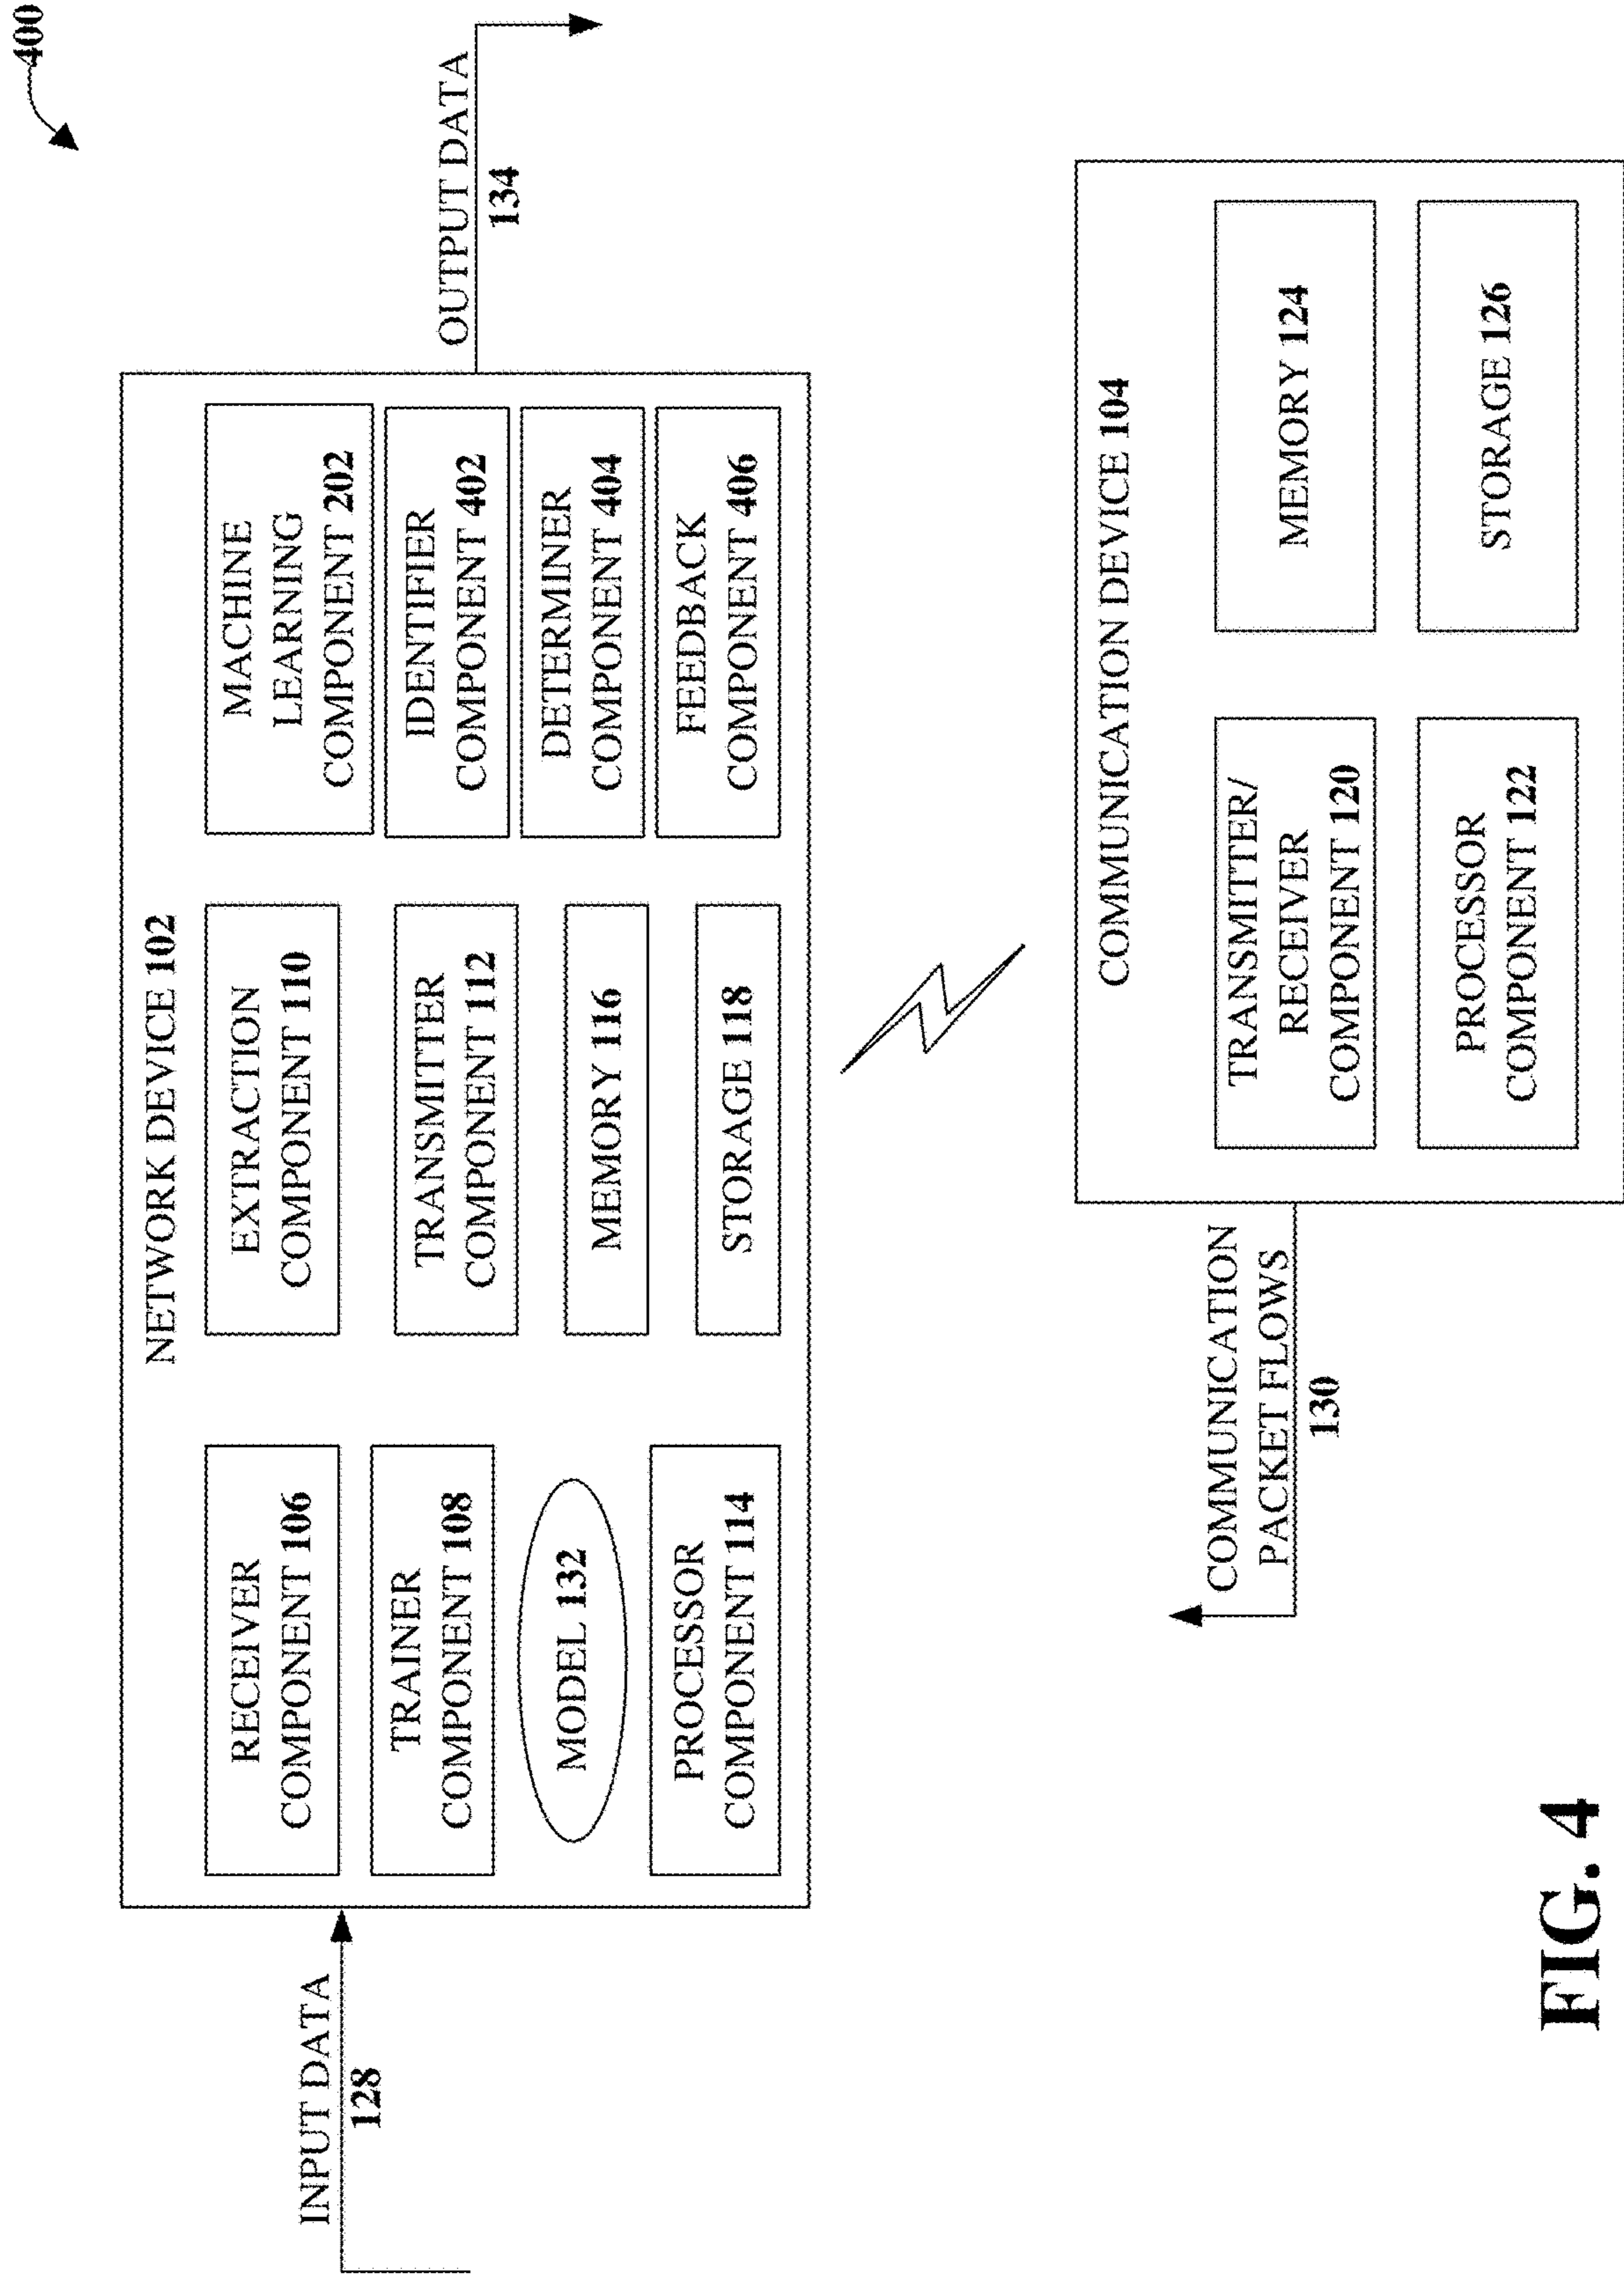 400
NETWORK DEVICE 102
INPUT DATA
128
RECEIVER
COMPONENT 106
TRAINER
COMPONENT 108
MODEL 132
PROCESSOR
COMPONENT 114
EXTRACTION
COMPONENT 110
TRANSMITTER
COMPONENT 112
MEMORY 116
STORAGE 118
MACHINE
LEARNING
COMPONENT 202
IDENTIFIER
COMPONENT 402
DETERMINER
COMPONENT 404
FEEDBACK
COMPONENT 406
OUTPUT DATA
134
COMMUNICATION
PACKET FLOWS
130
COMMUNICATION DEVICE 104
TRANSMITTER/
RECEIVER
COMPONENT 120
PROCESSOR
COMPONENT 122
MEMORY 124
STORAGE 126
FIG. 4